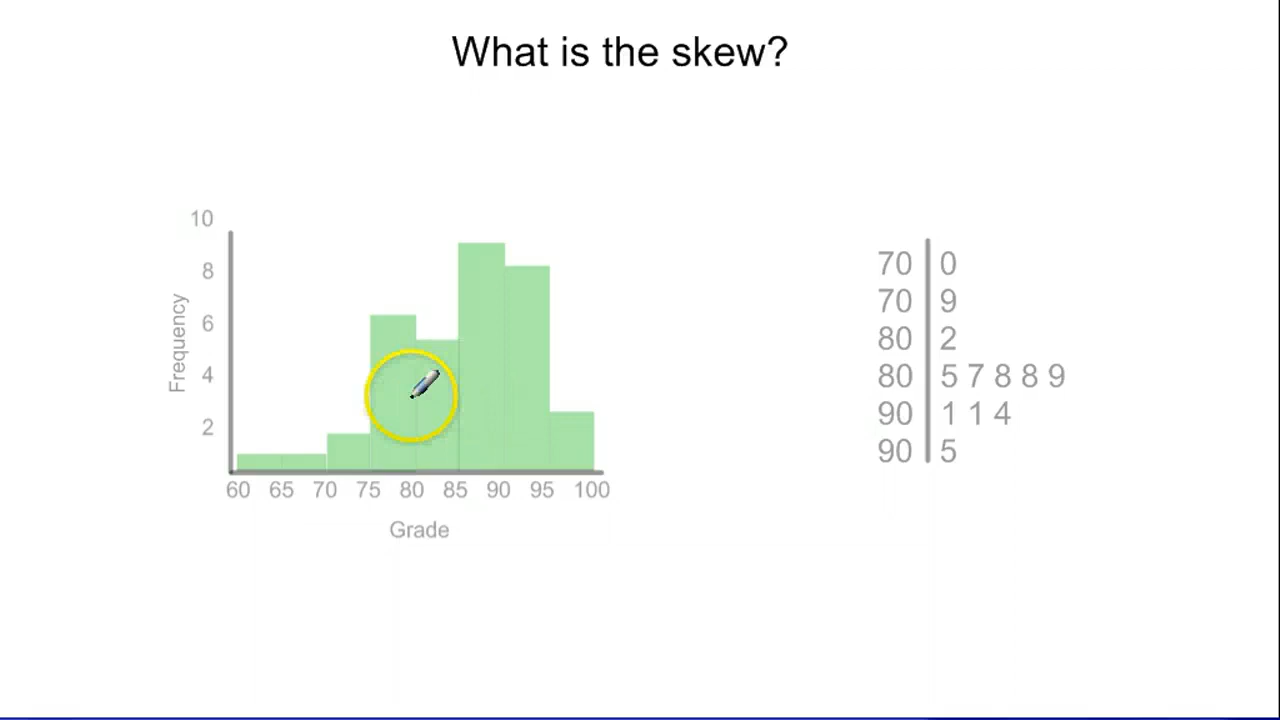 What is the skew?
10
8
6
4
2
Frequency
60 65 70 75 80 85 90 95 100
Grade
70 0
70 9
80 2
80 5 7 8 8 9
90 1 1 4
90 5